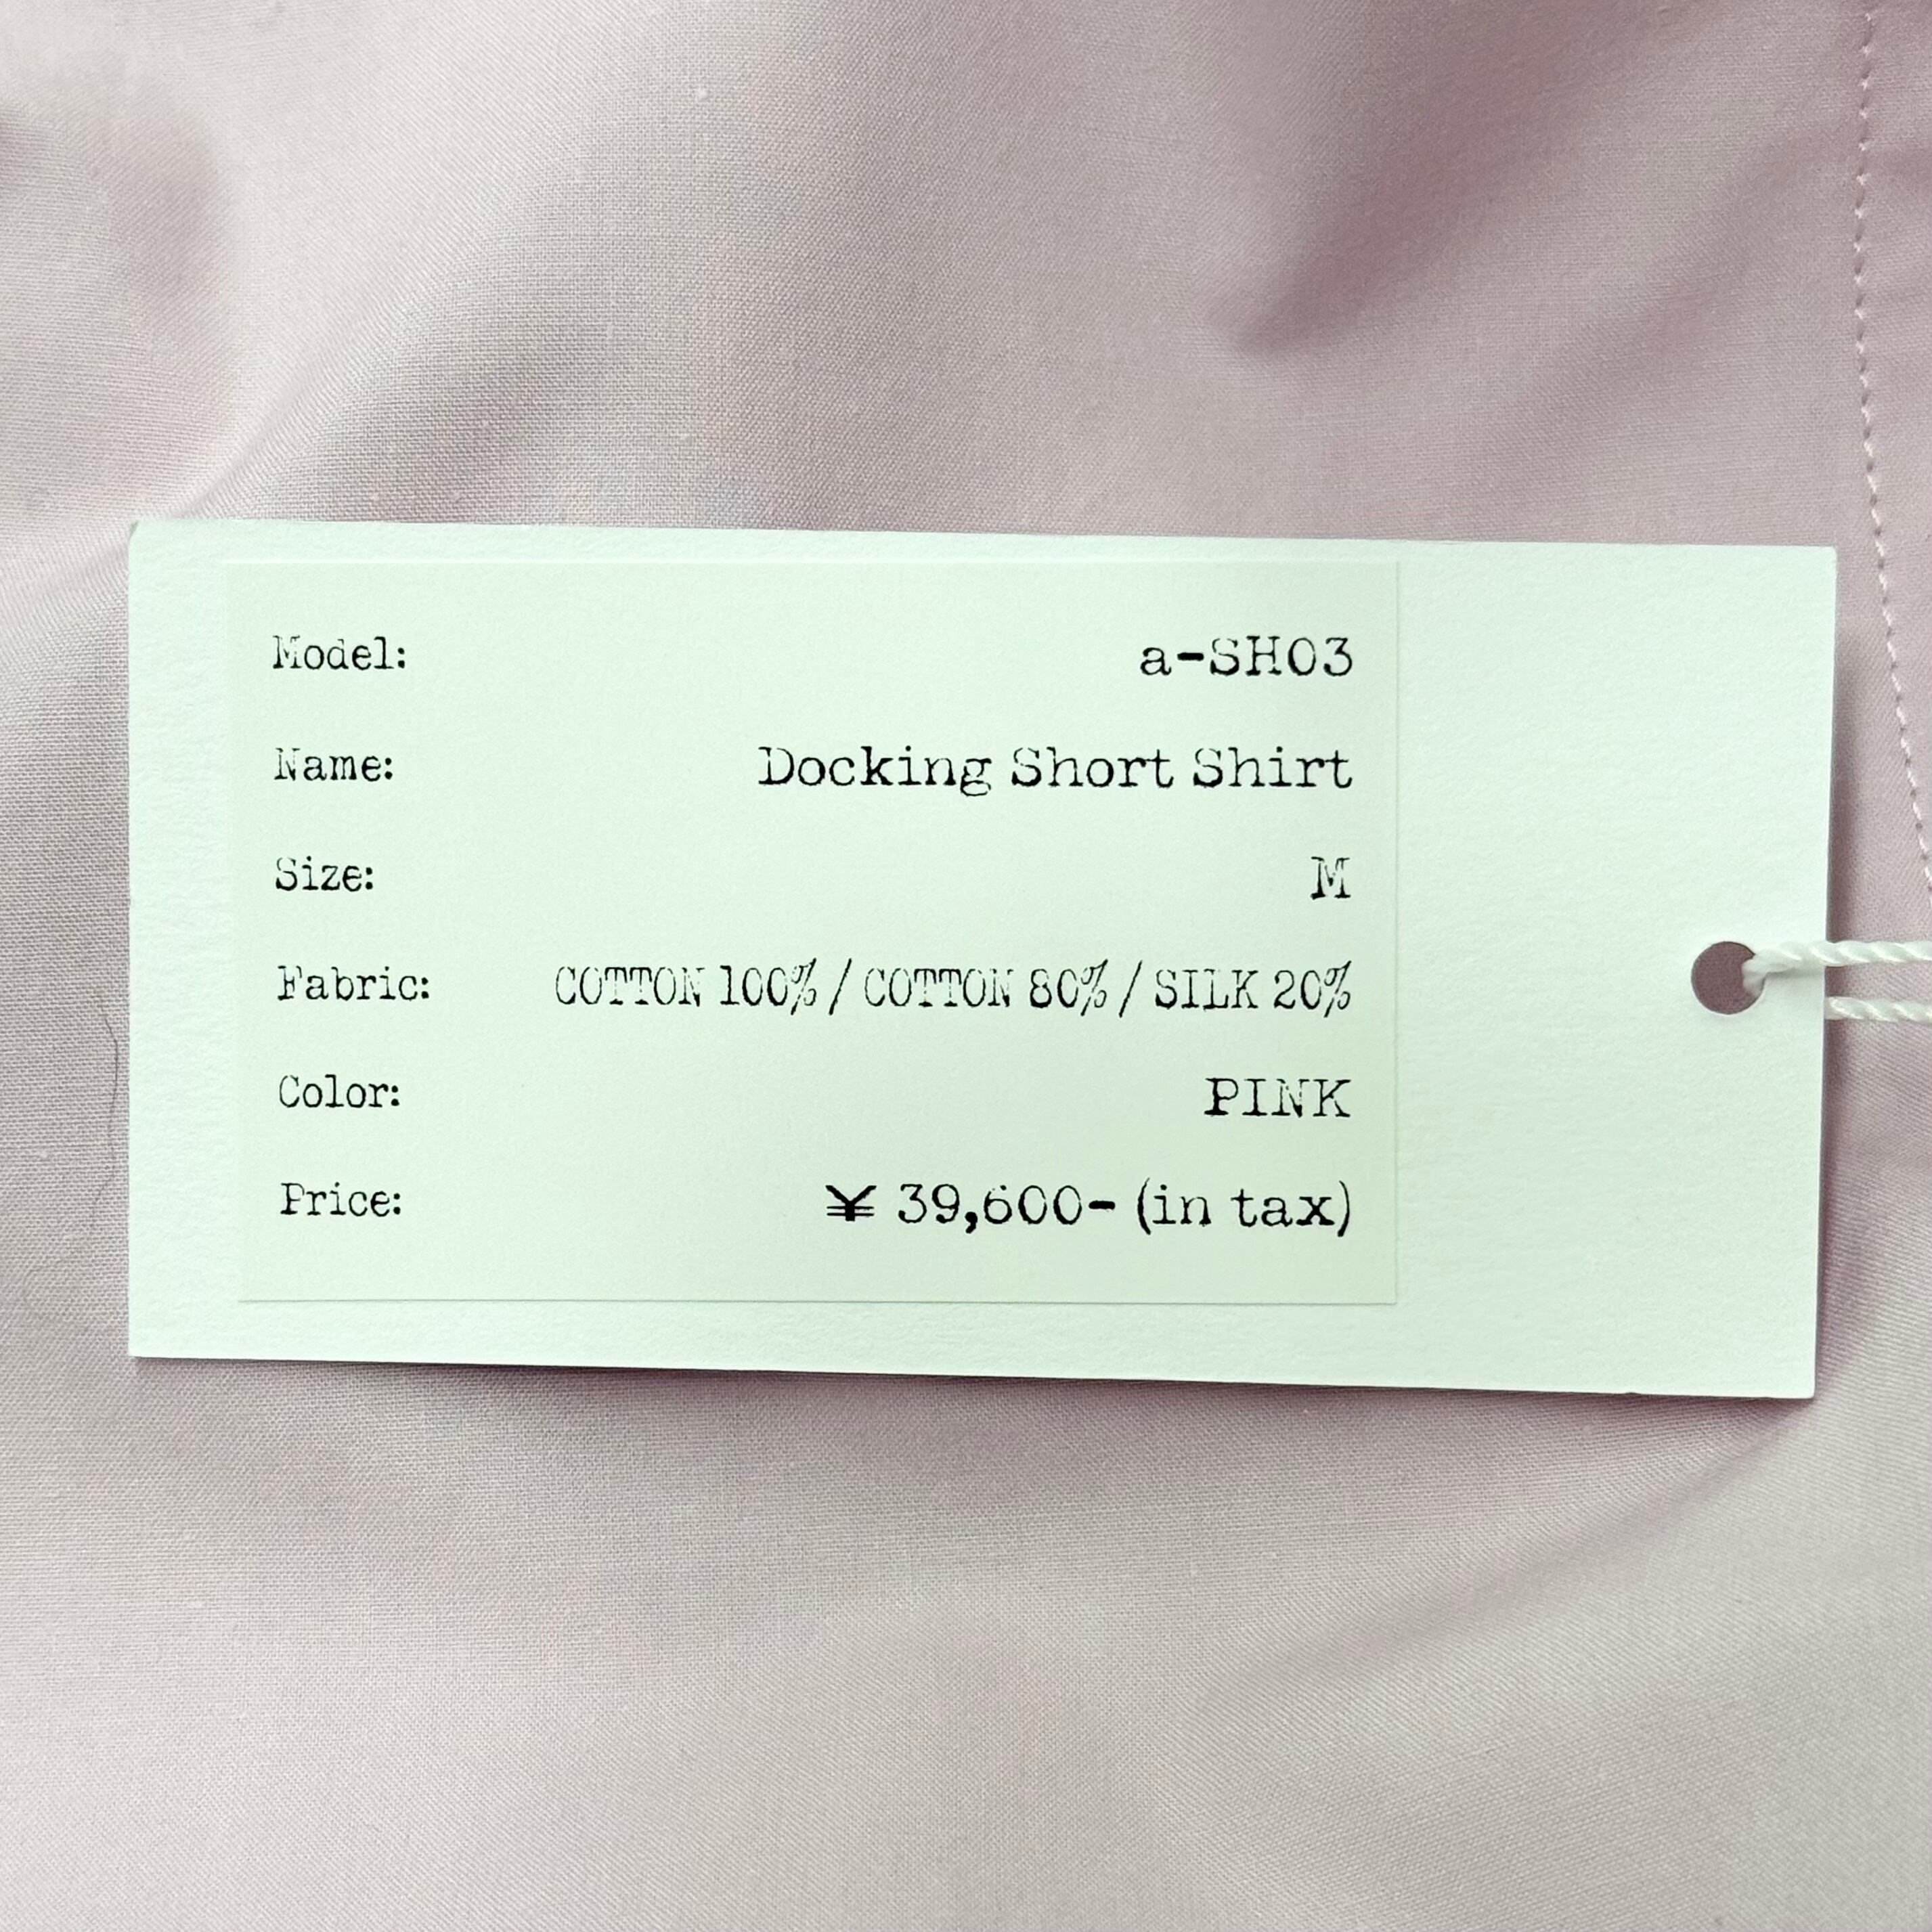 Model: a-SH03
Name: Docking Short Shirt
Size: M
Fabric: COTTON 100% / COTTON 80% / SILK 20%
Color: PINK
Price: ¥ 39,600- (in tax)